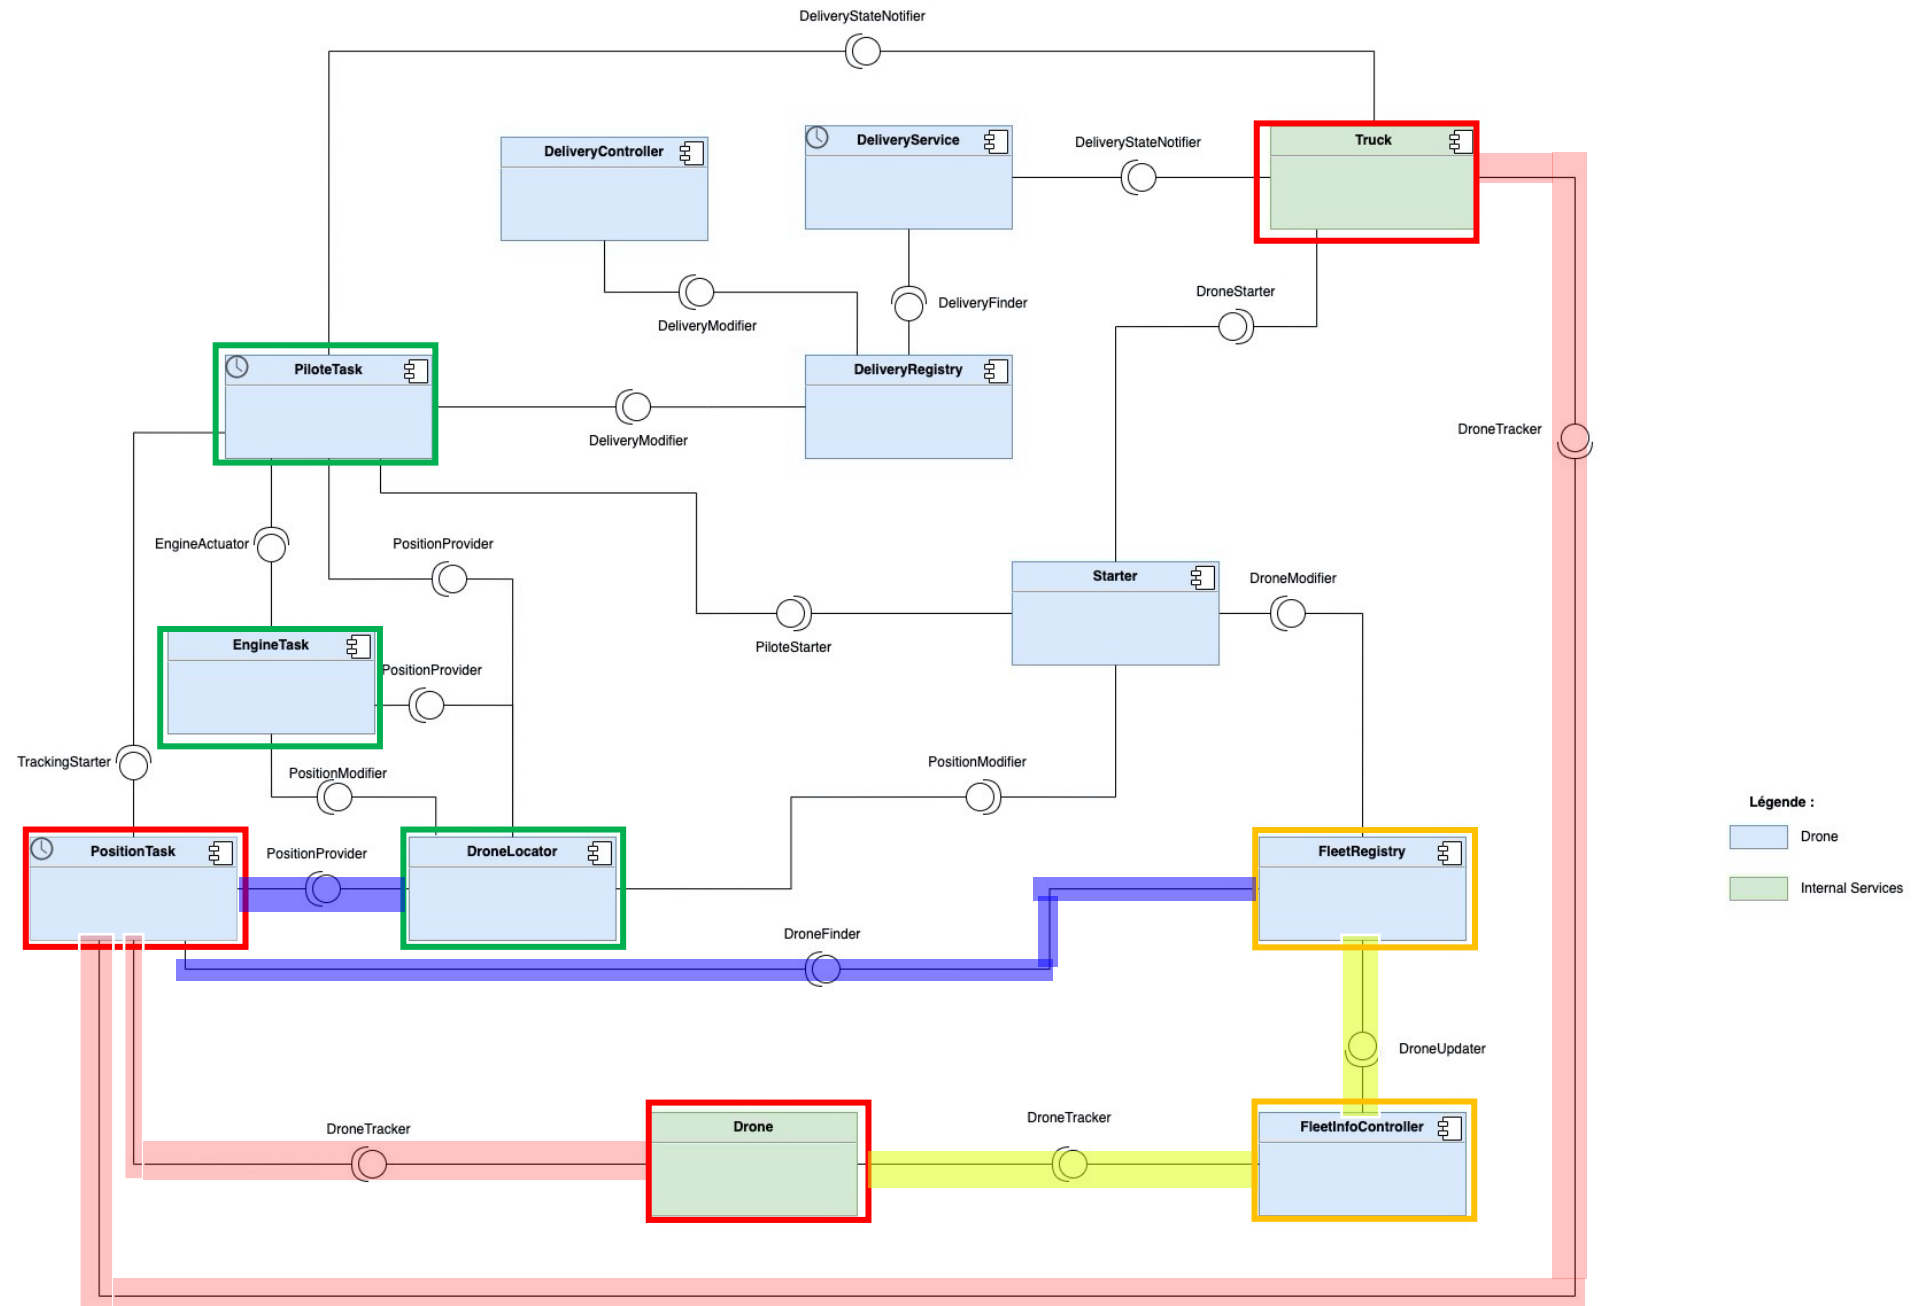 DeliveryStateNotifier
DeliveryController
DeliveryService
DeliveryStateNotifier
Truck
DeliveryModifier
DeliveryFinder
DroneStarter
PiloteTask
DeliveryModifier
DeliveryRegistry
DroneTracker
EngineActuator
PositionProvider
Starter
DroneModifier
PiloteStarter
EngineTask
PositionProvider
TrackingStarter
PositionModifier
PositionModifier
Légende :
Drone
Internal Services
PositionTask
PositionProvider
DroneLocator
FleetRegistry
DroneFinder
DroneUpdater
DroneTracker
Drone
DroneTracker
FleetInfoController